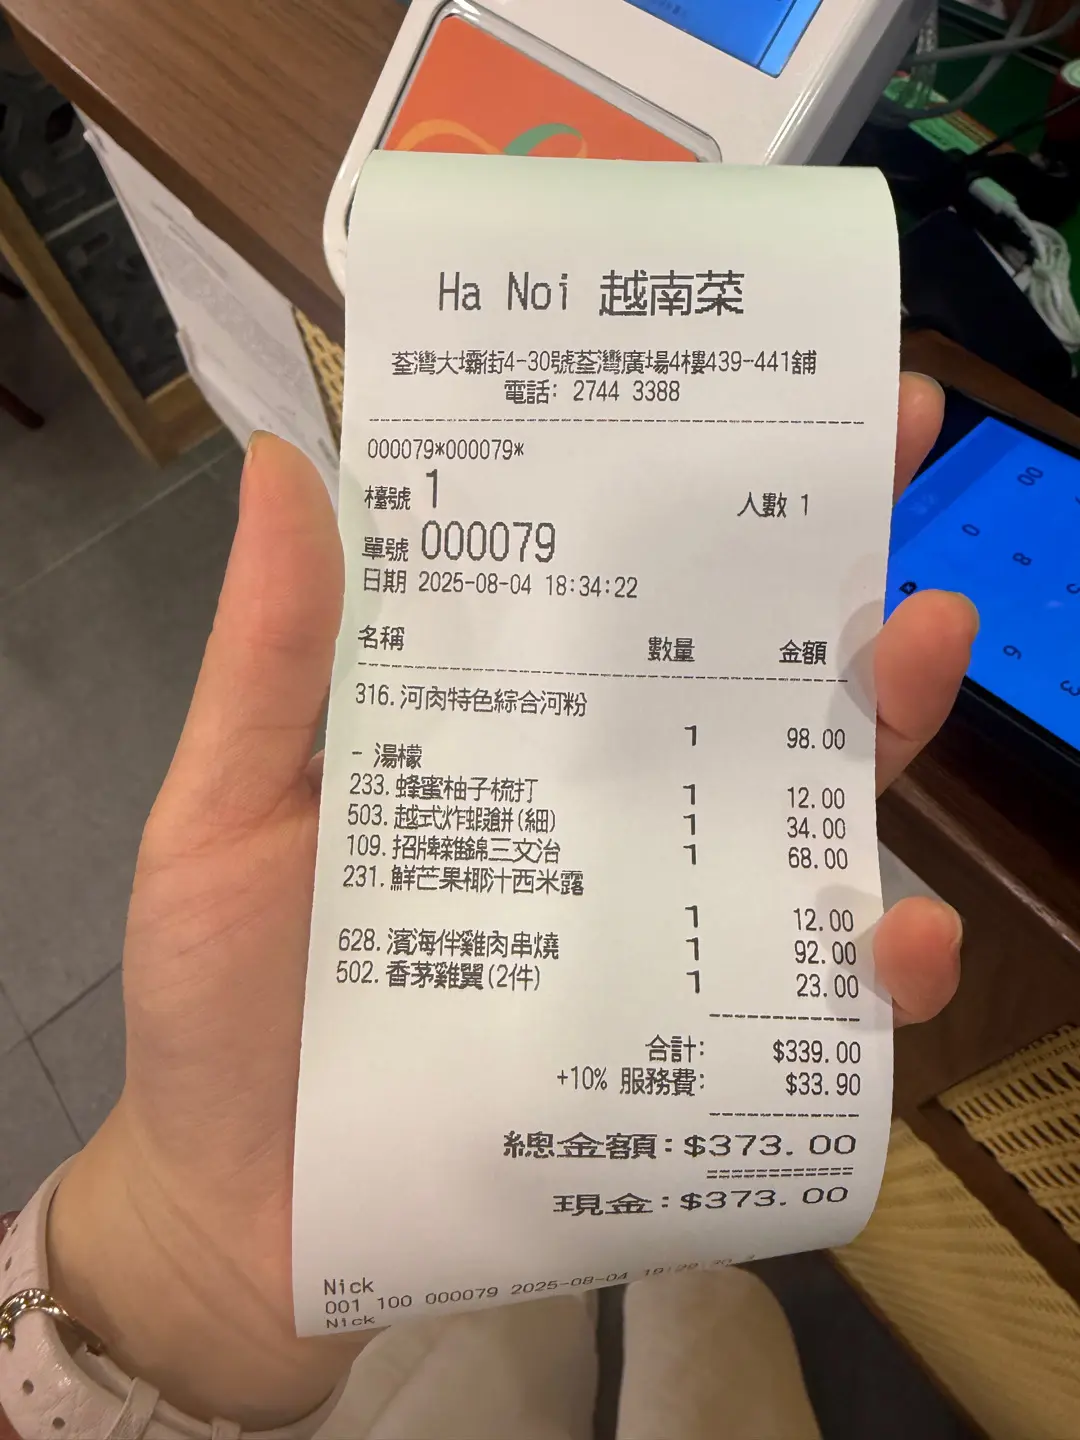 Ha Noi 越南菜
荃灣大壩街4-30號荃灣廣場4樓439-441舖
電話: 2744 3388
000079*000079*
檯號 1 人數 1
單號 000079
日期 2025-08-04 18:34:22
名稱 數量 金額
316.河內特色綜合河粉
1 98.00
- 湯檬
233.蜂蜜柚子梳打 1 12.00
503.越式炸蝦餅(細) 1 34.00
109.招牌雜錦三文治 1 68.00
231.鮮芒果椰汁西米露
1 12.00
628.濱海伴雞肉串燒 1 92.00
502.香茅雞翼(2件) 1 23.00
合計: $339.00
+10% 服務費: $33.90
總金額:$373.00
現金:$373.00
Nick
001 100 000079 2025-08-04
Nick